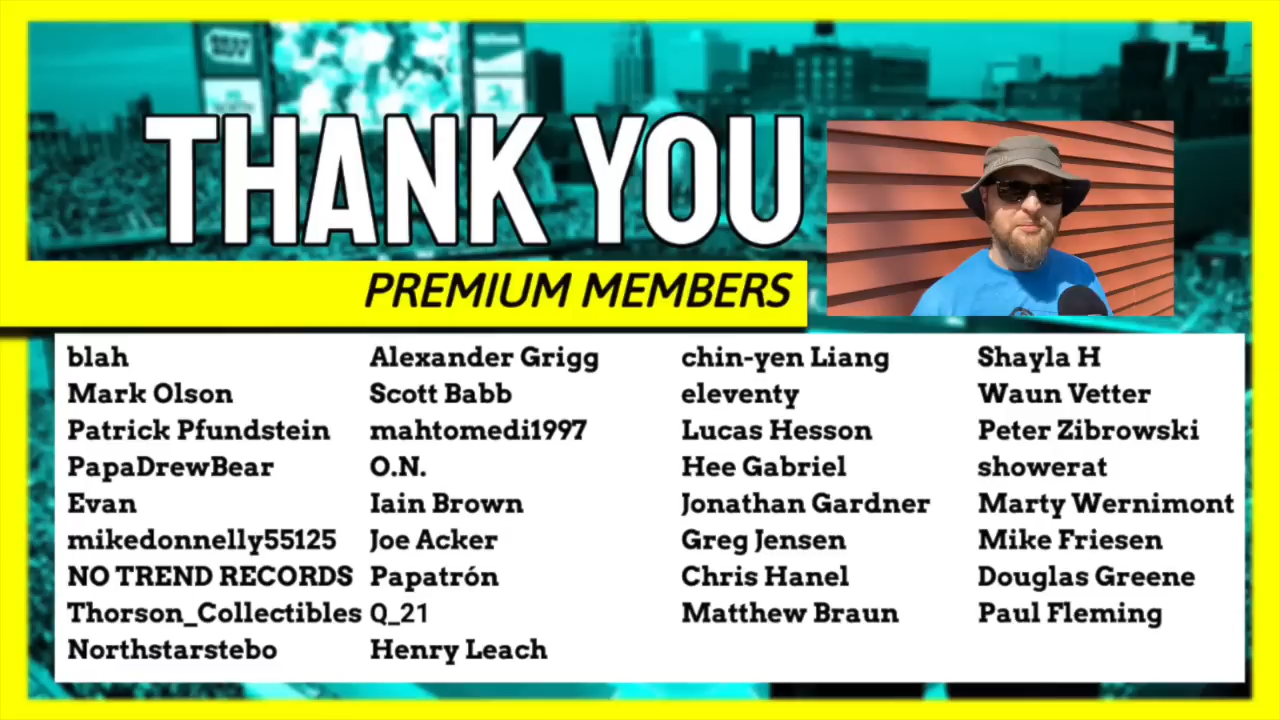 BEST BUY
THANK YOU
PREMIUM MEMBERS
blah
Mark Olson
Patrick Pfundstein
PapaDrewBear
Evan
mikedonnelly55125
NO TREND RECORDS
Thorson_Collectibles
Northstarstebo
Alexander Grigg
Scott Babb
mahtomedi1997
O.N.
Iain Brown
Joe Acker
Papatrón
Q_21
Henry Leach
chin-yen Liang
eleventy
Lucas Hesson
Hee Gabriel
Jonathan Gardner
Greg Jensen
Chris Hanel
Matthew Braun
Shayla H
Waun Vetter
Peter Zibrowski
showerat
Marty Wernimont
Mike Friesen
Douglas Greene
Paul Fleming